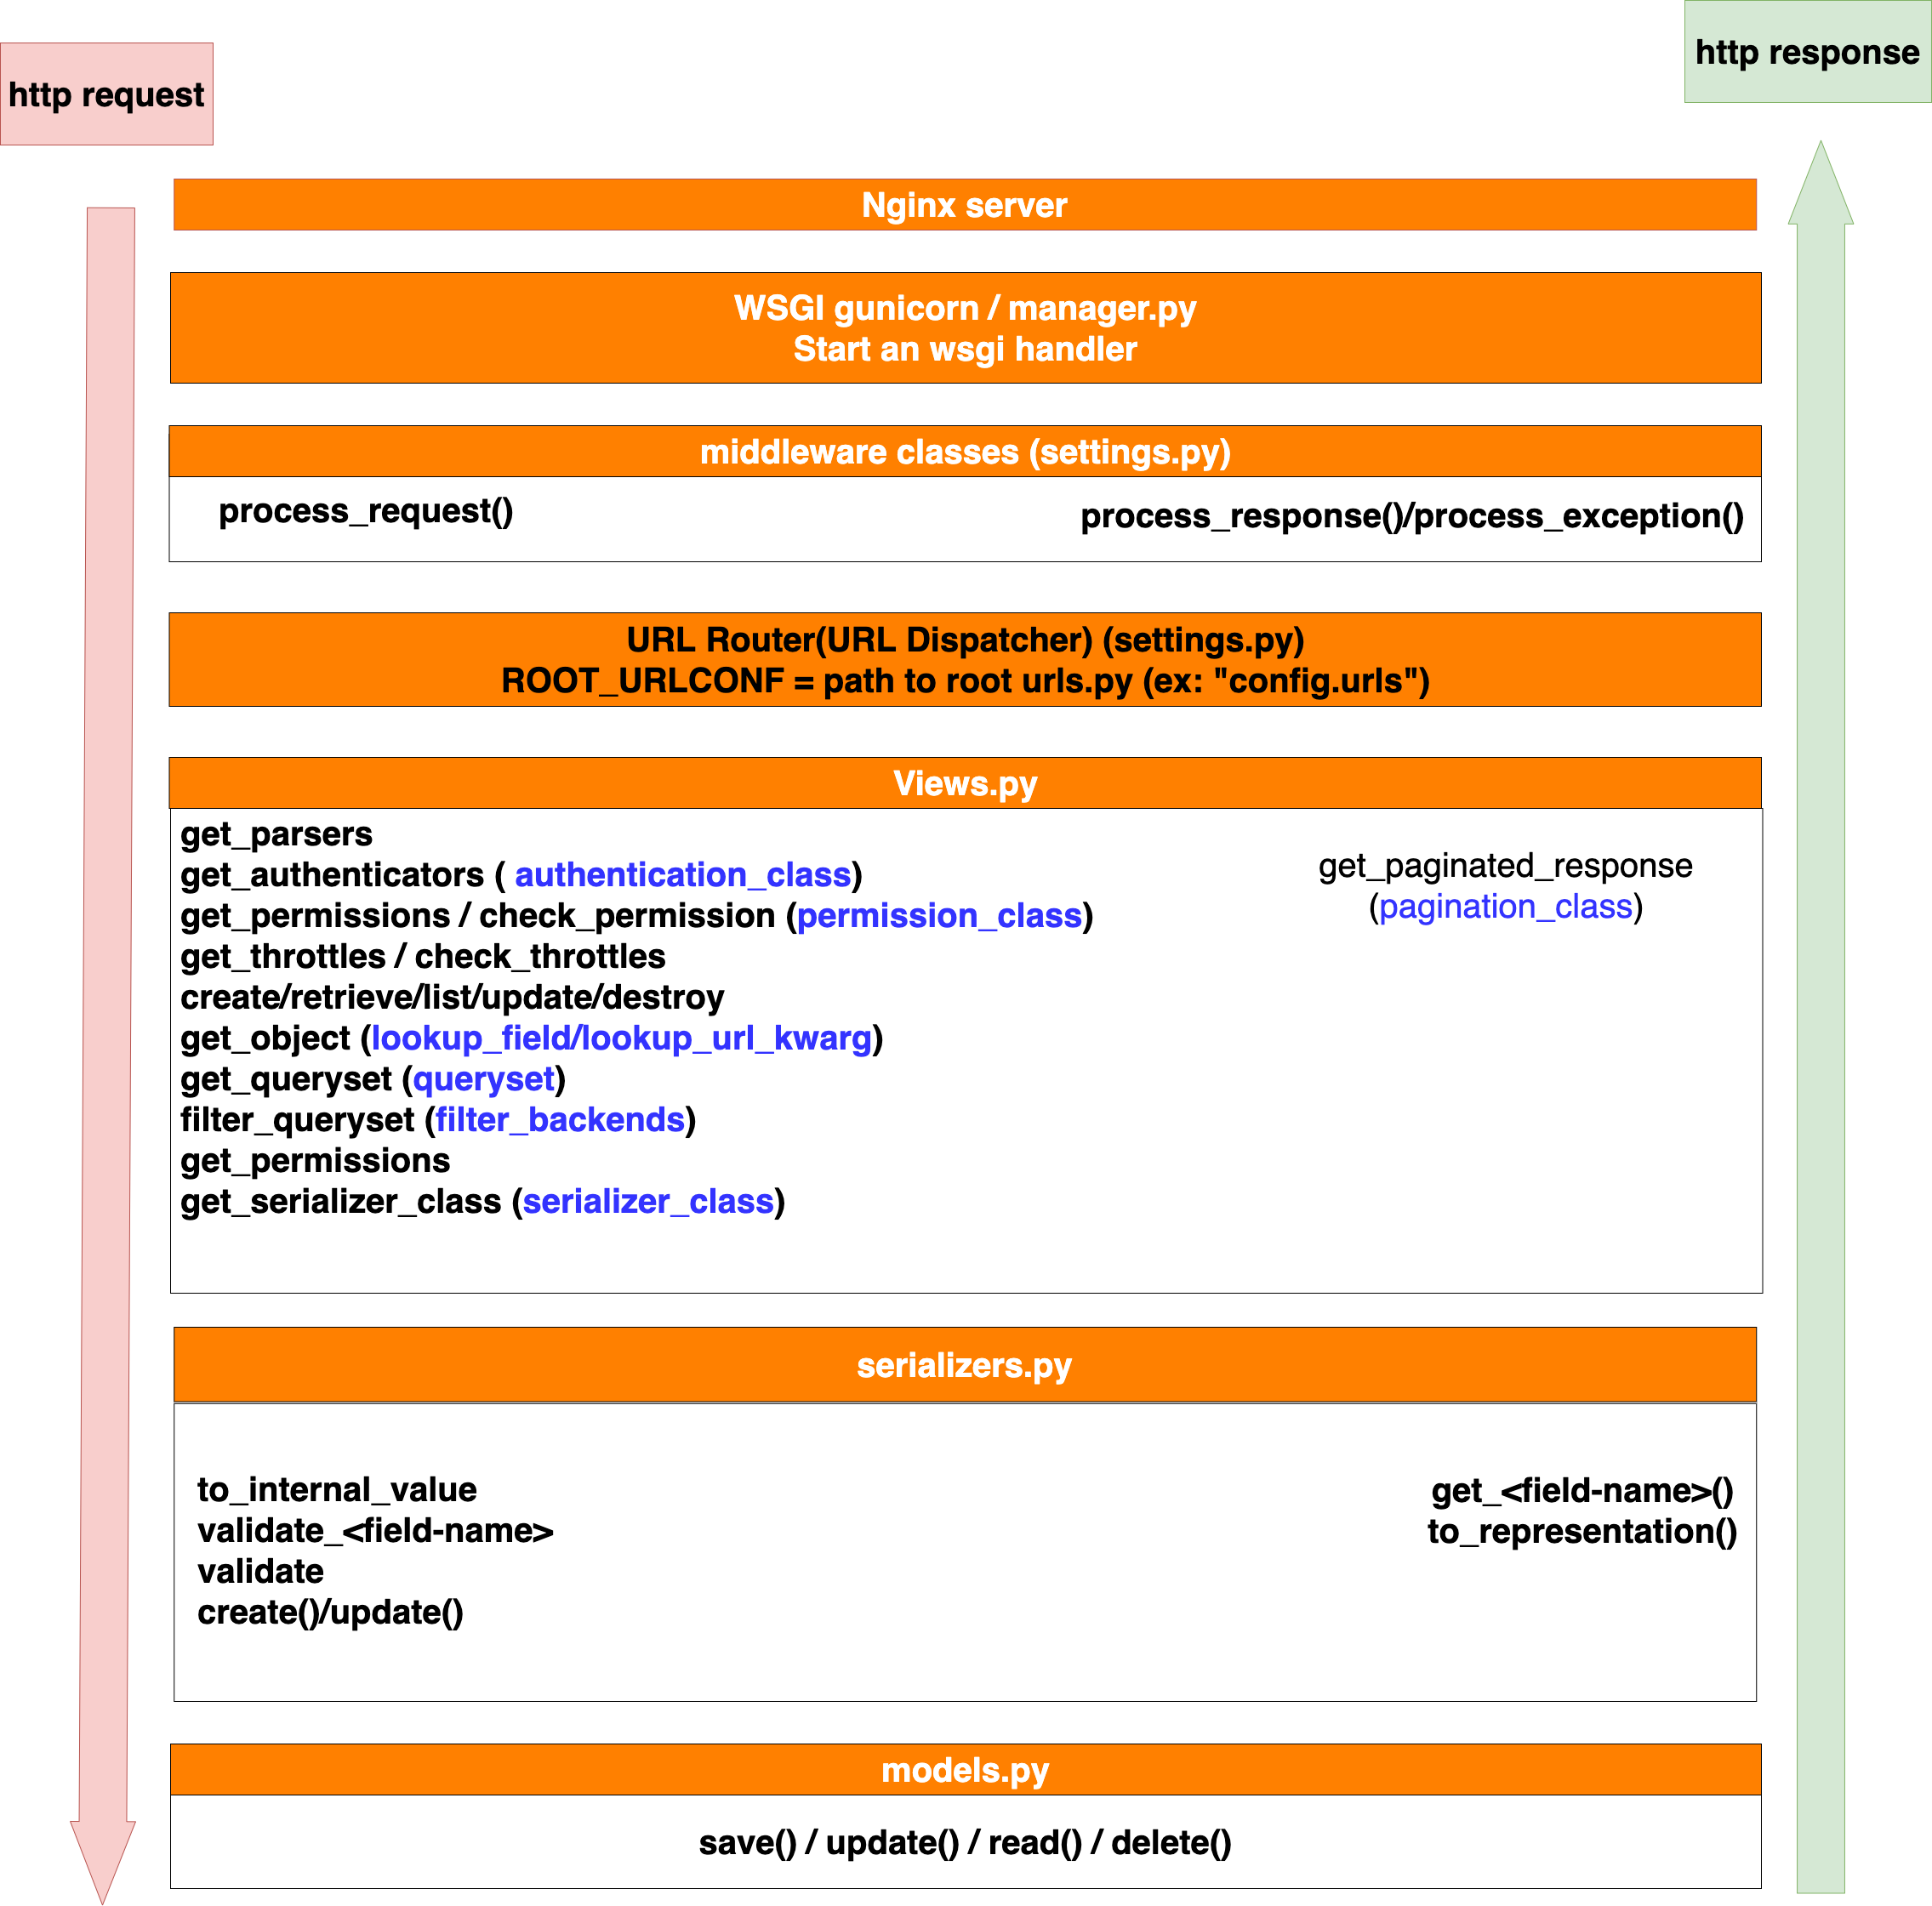 http request
http response
Nginx server
WSGI gunicorn / manager.py
Start an wsgi handler
middleware classes (settings.py)
process_request()
process_response()/process_exception()
URL Router(URL Dispatcher) (settings.py)
ROOT_URLCONF = path to root urls.py (ex: "config.urls")
Views.py
get_parsers
get_authenticators ( authentication_class)
get_permissions / check_permission (permission_class)
get_throttles / check_throttles
create/retrieve/list/update/destroy
get_object (lookup_field/lookup_url_kwarg)
get_queryset (queryset)
filter_queryset (filter_backends)
get_permissions
get_serializer_class (serializer_class)
get_paginated_response
(pagination_class)
serializers.py
to_internal_value
validate_<field-name>
validate
create()/update()
get_<field-name>()
to_representation()
models.py
save() / update() / read() / delete()